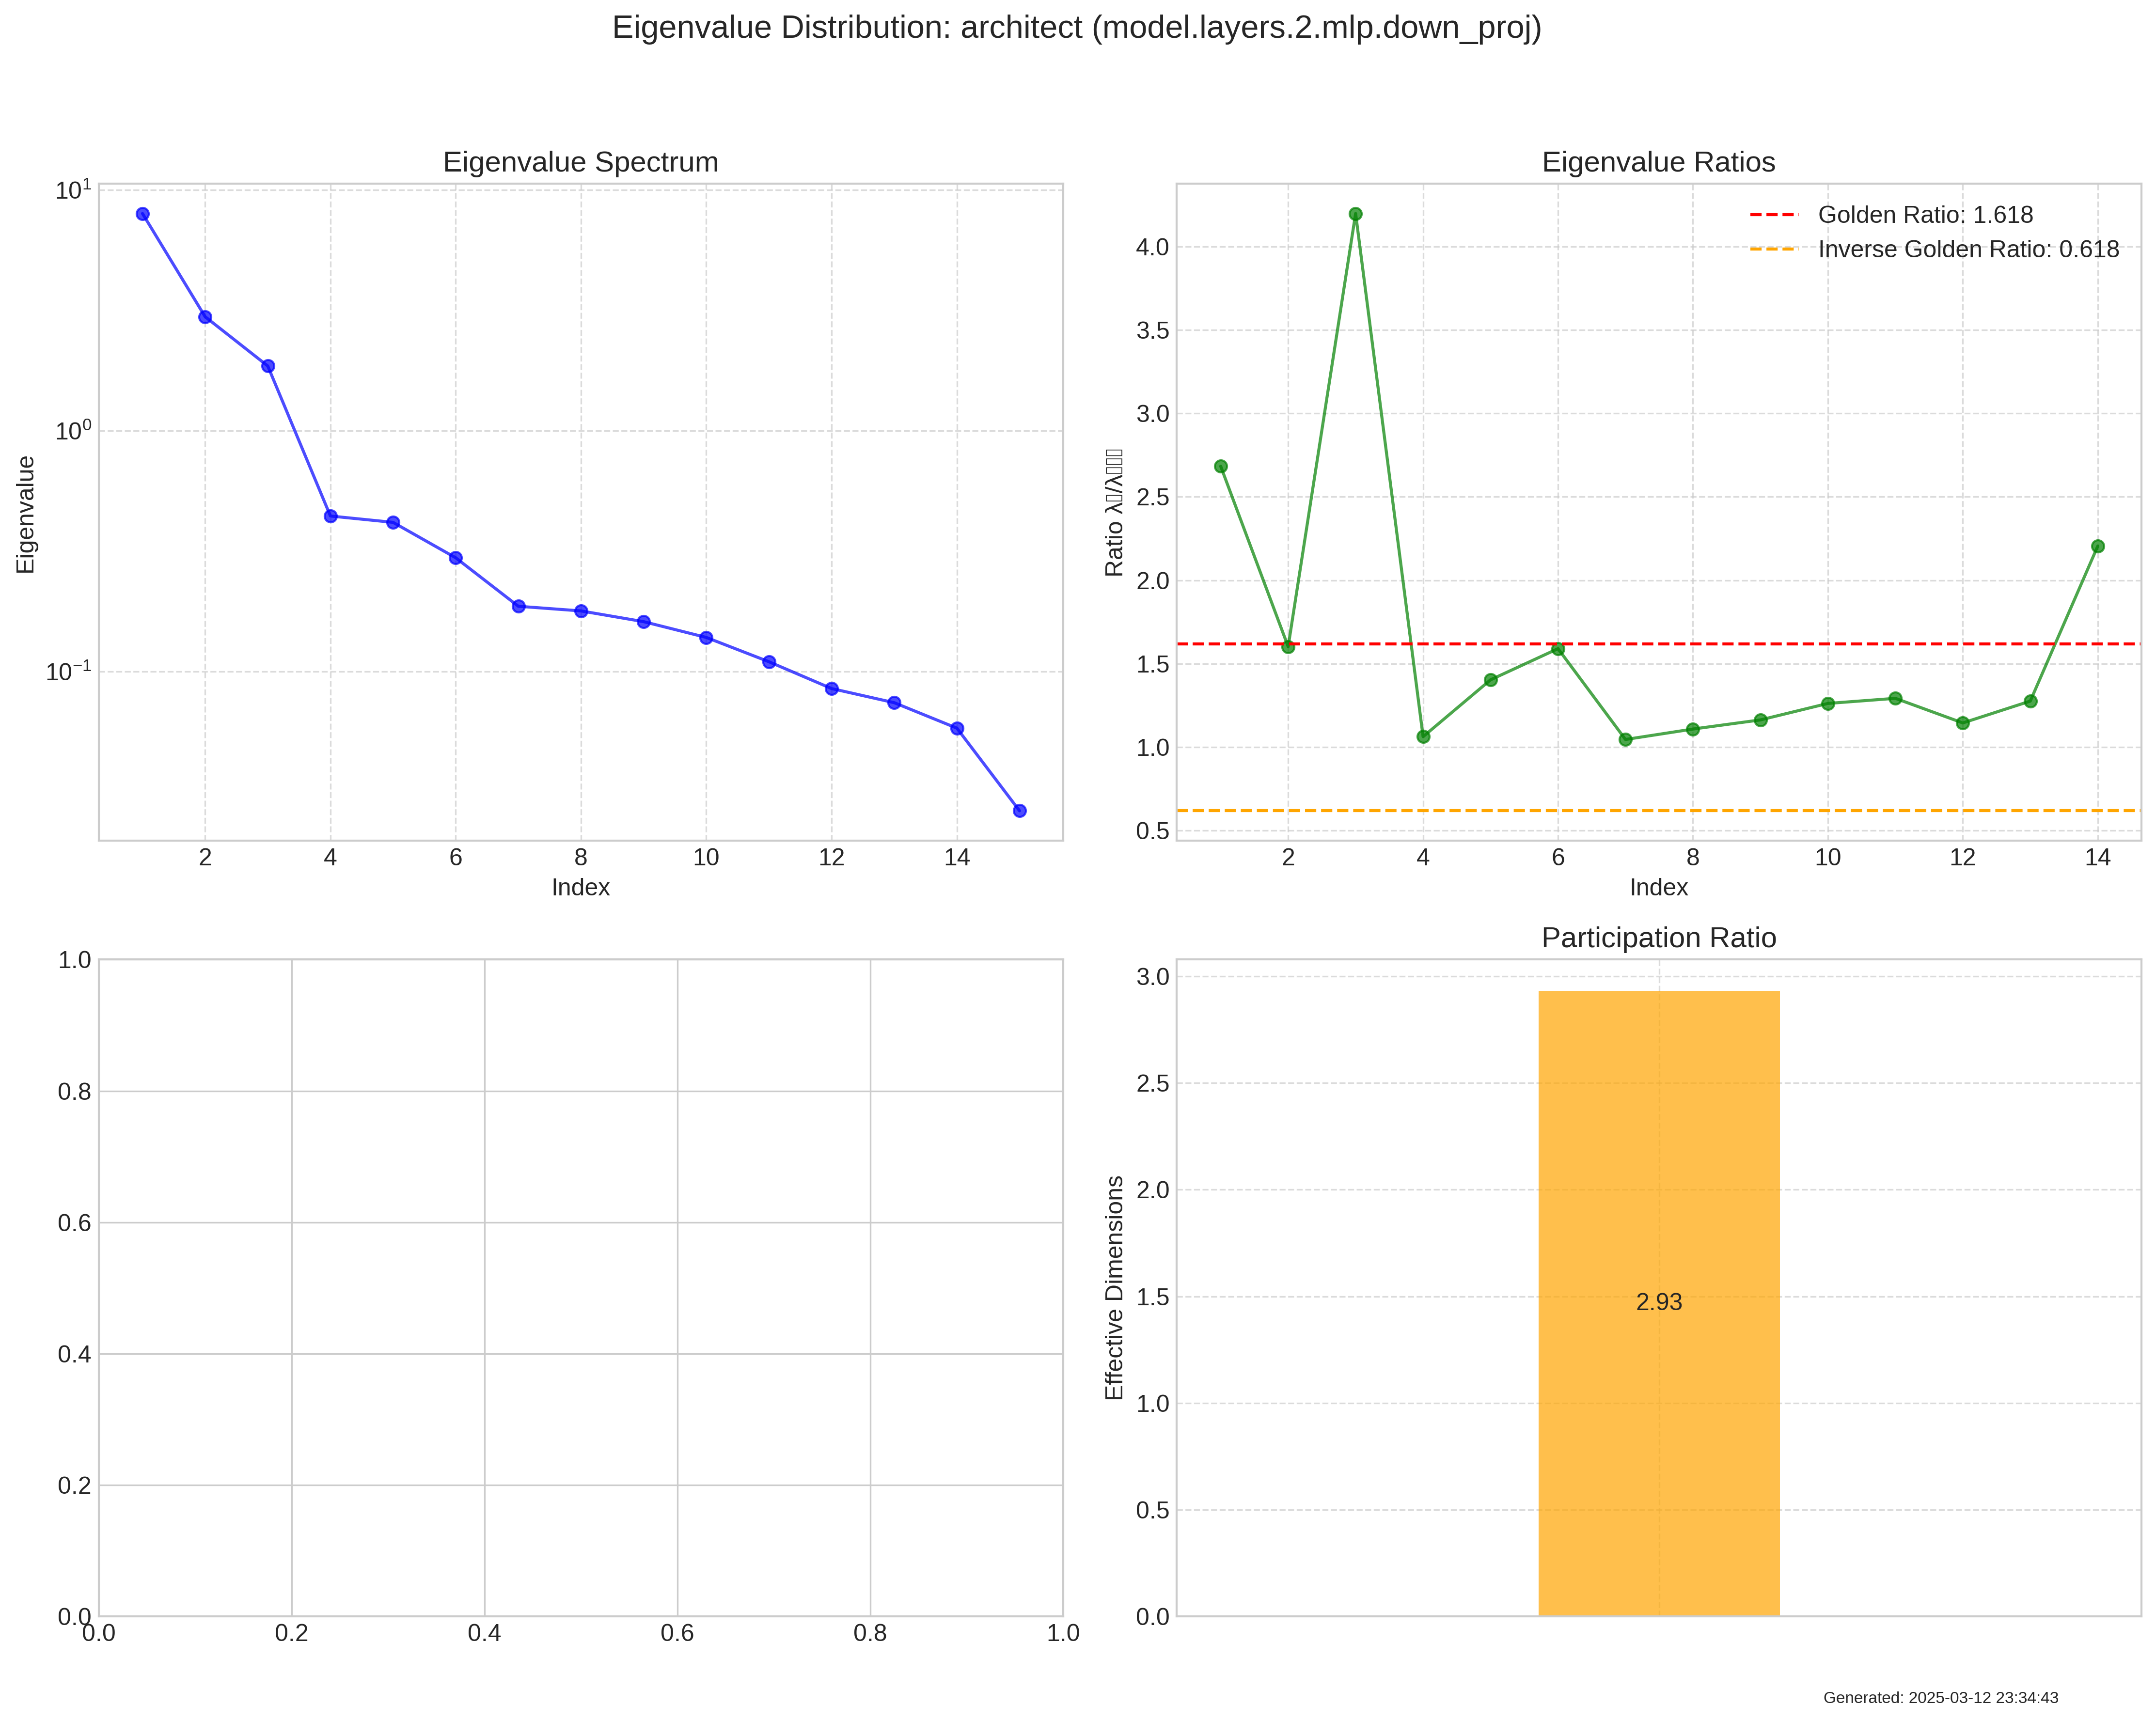 Eigenvalue Distribution: architect (model.layers.2.mlp.down_proj)
Eigenvalue Spectrum
10¹
10⁰
10⁻¹
Eigenvalue
2 4 6 8 10 12 14
Index
Eigenvalue Ratios
Golden Ratio: 1.618
Inverse Golden Ratio: 0.618
4.0
3.5
3.0
2.5
2.0
1.5
1.0
0.5
Ratio λ▯/λ▯▯▯
2 4 6 8 10 12 14
Index
1.0
0.8
0.6
0.4
0.2
0.0
0.0 0.2 0.4 0.6 0.8 1.0
Participation Ratio
3.0
2.5
2.0
1.5
1.0
0.5
0.0
Effective Dimensions
2.93
Generated: 2025-03-12 23:34:43